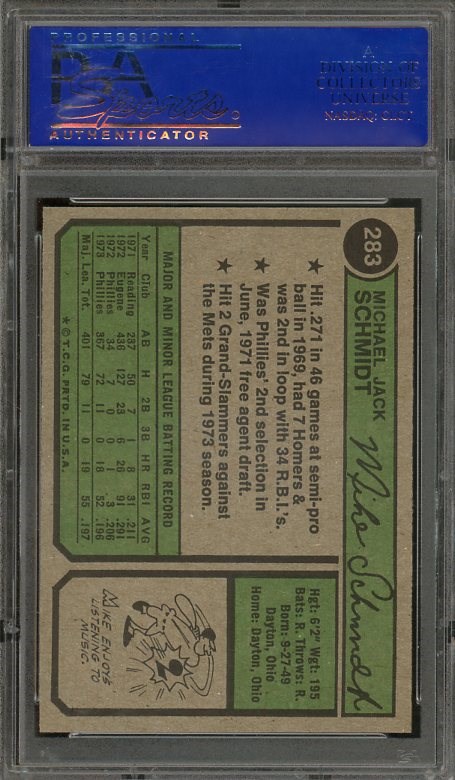 PROFESSIONAL
PSA
Sports
AUTHENTICATOR
A
DIVISION OF
COLLECTORS
UNIVERSE
NASDAQ: CLCT
283
MICHAEL JACK
SCHMIDT
Mike Schmidt
★ Hit .271 in 46 games at semi-pro
ball in 1969, had 7 Homers &
was 2nd in loop with 34 R.B.I.'s.
★ Was Phillies' 2nd selection in
June, 1971 free agent draft.
★ Hit 2 Grand-Slammers against
the Mets during 1973 season.
Hgt: 6'2" Wgt: 195
Bats: R. Throws: R.
Born: 9-27-49
Dayton, Ohio
Home: Dayton, Ohio
MAJOR AND MINOR LEAGUE BATTING RECORD
Year Club AB H 2B 3B HR RBI AVG
1971 Reading 237 50 7 1 8 31 .211
1972 Eugene 436 127 23 6 26 91 .291
1972 Phillies 34 7 0 0 1 3 .206
1973 Phillies 367 72 11 0 18 52 .196
Maj. Lea. Tot. 401 79 11 0 19 55 .197
★ © T.C.G. PRTD. IN U.S.A.
MIKE ENJOYS
LISTENING TO
MUSIC.